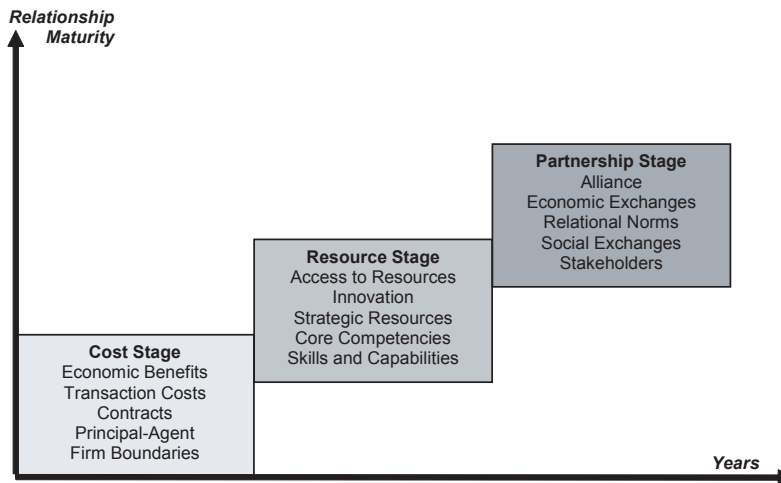 Relationship
Maturity
Partnership Stage
Alliance
Economic Exchanges
Relational Norms
Social Exchanges
Stakeholders
Resource Stage
Access to Resources
Innovation
Strategic Resources
Core Competencies
Skills and Capabilities
Cost Stage
Economic Benefits
Transaction Costs
Contracts
Principal-Agent
Firm Boundaries
Years